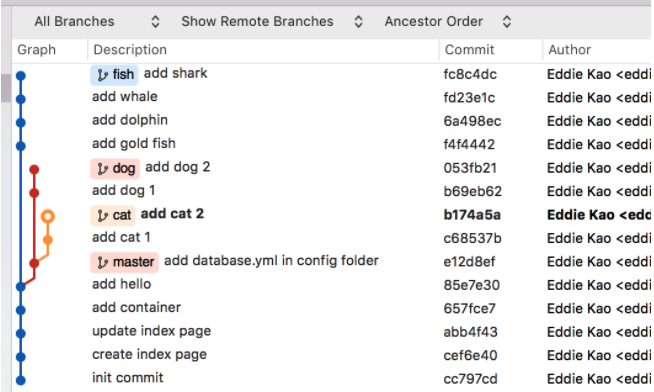 All Branches Show Remote Branches Ancestor Order
Graph Description Commit Author
fish add shark fc8c4dc Eddie Kao <eddi
add whale fd23e1c Eddie Kao <eddi
add dolphin 6a498ec Eddie Kao <eddi
add gold fish f4f4442 Eddie Kao <eddi
dog add dog 2 053fb21 Eddie Kao <eddi
add dog 1 b69eb62 Eddie Kao <eddi
cat add cat 2 b174a5a Eddie Kao <edd
add cat 1 c68537b Eddie Kao <eddi
master add database.yml in config folder e12d8ef Eddie Kao <eddi
add hello 85e7e30 Eddie Kao <eddi
add container 657fce7 Eddie Kao <eddi
update index page abb4f43 Eddie Kao <eddi
create index page cef6e40 Eddie Kao <eddi
init commit cc797cd Eddie Kao <eddi